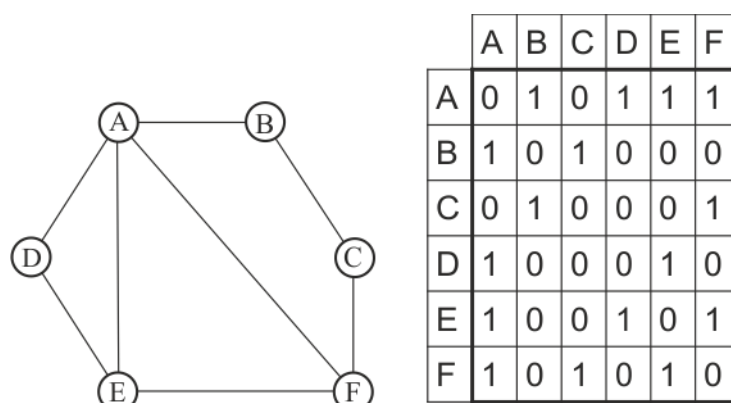 A B
D C
E F
A B C D E F
A 0 1 0 1 1 1
B 1 0 1 0 0 0
C 0 1 0 0 0 1
D 1 0 0 0 1 0
E 1 0 0 1 0 1
F 1 0 1 0 1 0